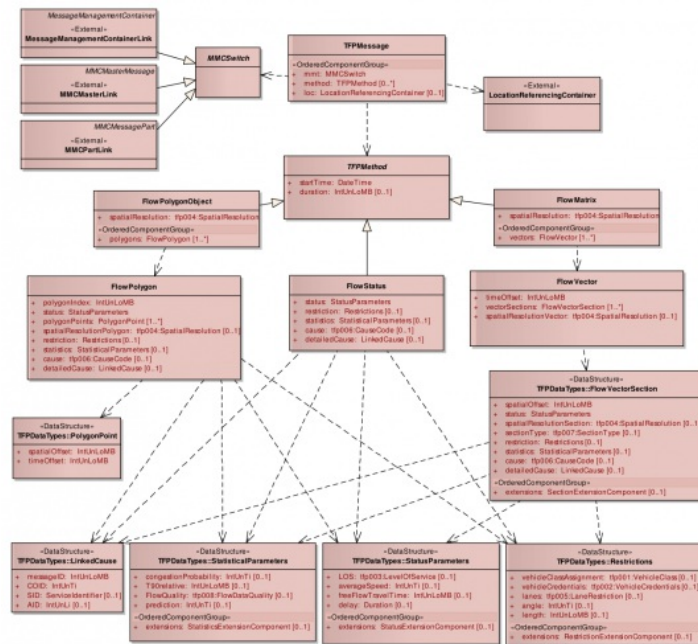 MessageManagementContainer
«External»
MessageManagementContainerLink
MMCMasterMessage
«External»
MMCMasterLink
MMCMessagePart
«External»
MMCPartLink
MMCSwitch
TFPMessage
«OrderedComponentGroup»
+ mmt: MMCSwitch
+ method: TFPMethod [0..*]
+ loc: LocationReferencingContainer [0..1]
«External»
LocationReferencingContainer
TFPMethod
+ startTime: DateTime
+ duration: IntUnLoMB [0..1]
FlowPolygonObject
+ spatialResolution: tfp004:SpatialResolution
«OrderedComponentGroup»
+ polygons: FlowPolygon [1..*]
FlowMatrix
+ spatialResolution: tfp004:SpatialResolution
«OrderedComponentGroup»
+ vectors: FlowVector [1..*]
FlowPolygon
+ polygonIndex: IntUnLoMB
+ status: StatusParameters
+ polygonPoints: PolygonPoint [1..*]
+ spatialResolutionPolygon: tfp004:SpatialResolution [0..1]
+ restriction: Restrictions [0..1]
+ statistics: StatisticalParameters [0..1]
+ cause: tfp006:CauseCode [0..1]
+ detailedCause: LinkedCause [0..1]
FlowStatus
+ status: StatusParameters
+ restriction: Restrictions [0..1]
+ statistics: StatisticalParameters [0..1]
+ cause: tfp006:CauseCode [0..1]
+ detailedCause: LinkedCause [0..1]
FlowVector
+ timeOffset: IntUnLoMB
+ vectorSections: FlowVectorSection [1..*]
+ spatialResolutionVector: tfp004:SpatialResolution [0..1]
«DataStructure»
TFPDataTypes::FlowVectorSection
+ spatialOffset: IntUnLoMB
+ status: StatusParameters
+ spatialResolutionSection: tfp004:SpatialResolution [0..1]
+ sectionType: tfp007:SectionType [0..1]
+ restriction: Restrictions [0..1]
+ statistics: StatisticalParameters [0..1]
+ cause: tfp006:CauseCode [0..1]
+ detailedCause: LinkedCause [0..1]
«OrderedComponentGroup»
+ extensions: SectionExtensionComponent [0..1]
«DataStructure»
TFPDataTypes::PolygonPoint
+ spatialOffset: IntUnLoMB
+ timeOffset: IntUnLoMB
«DataStructure»
TFPDataTypes::LinkedCause
+ messageID: IntUnLoMB
+ COID: IntUnTi
+ SID: ServiceIdentifier [0..1]
+ AID: IntUnLi [0..1]
«DataStructure»
TFPDataTypes::StatisticalParameters
+ congestionProbability: IntUnTi [0..1]
+ TS0relative: IntUnLoMB [0..1]
+ FlowQuality: tfp008:FlowDataQuality [0..1]
+ prediction: IntUnTi [0..1]
«OrderedComponentGroup»
+ extensions: StatisticsExtensionComponent [0..1]
«DataStructure»
TFPDataTypes::StatusParameters
+ LOS: tfp003:LevelOfService [0..1]
+ averageSpeed: IntUnTi [0..1]
+ freeFlowTravelTime: IntUnLoMB [0..1]
+ delay: Duration [0..1]
«OrderedComponentGroup»
+ extensions: StatusExtensionComponent [0..1]
«DataStructure»
TFPDataTypes::Restrictions
+ vehicleClassAssignment: tfp001:VehicleClass [0..1]
+ vehicleCredentials: tfp002:VehicleCredentials [0..1]
+ lanes: tfp005:LaneRestriction [0..1]
+ angle: IntUnTi [0..1]
+ length: IntUnLoMB [0..1]
«OrderedComponentGroup»
+ extensions: RestrictionExtensionComponent [0..1]